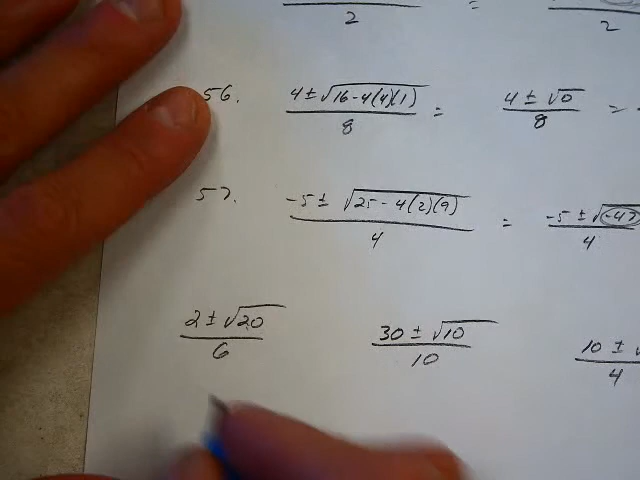 2 = 2
56. 4 ± √16 - 4(4)(1) / 8 = 4 ± √0 / 8 =
57. -5 ± √25 - 4(2)(9) / 4 = -5 ± √-47 / 4
2 ± √20 / 6 30 ± √10 / 10 10 ± √ / 4